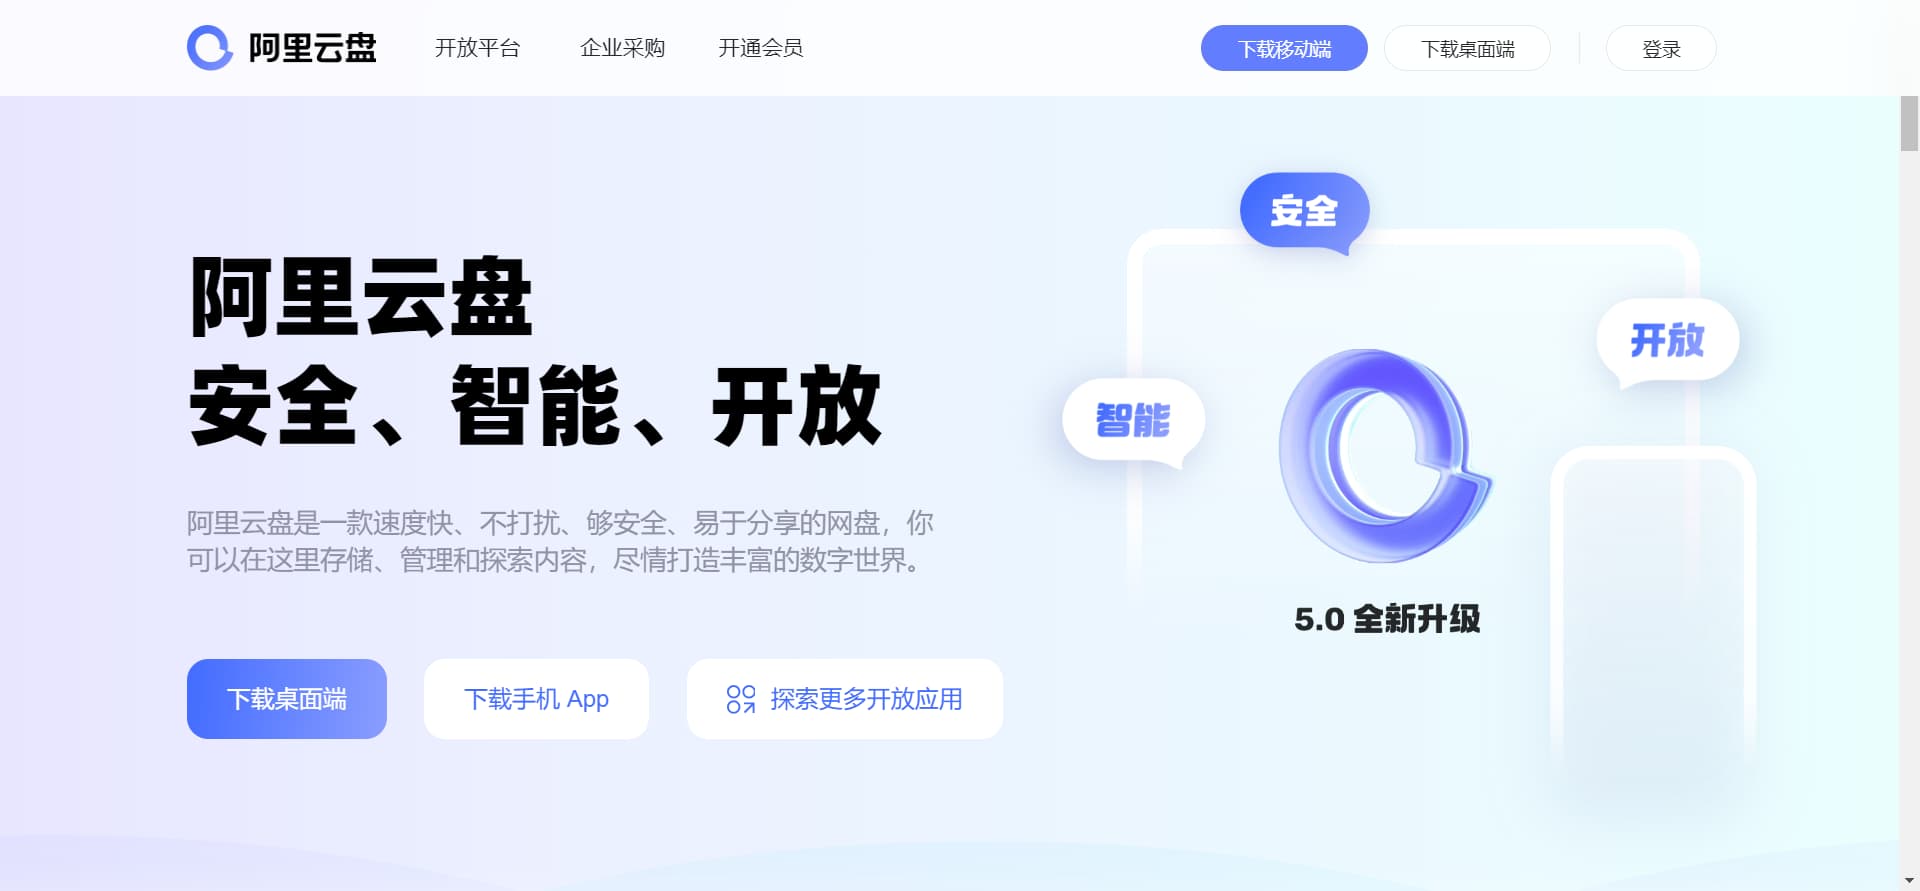 阿里云盘 开放平台 企业采购 开通会员 下载移动端 下载桌面端 登录
阿里云盘
安全、智能、开放
阿里云盘是一款速度快、不打扰、够安全、易于分享的网盘，你
可以在这里存储、管理和探索内容，尽情打造丰富的数字世界。
下载桌面端 下载手机 App 探索更多开放应用
安全
开放
智能
5.0 全新升级